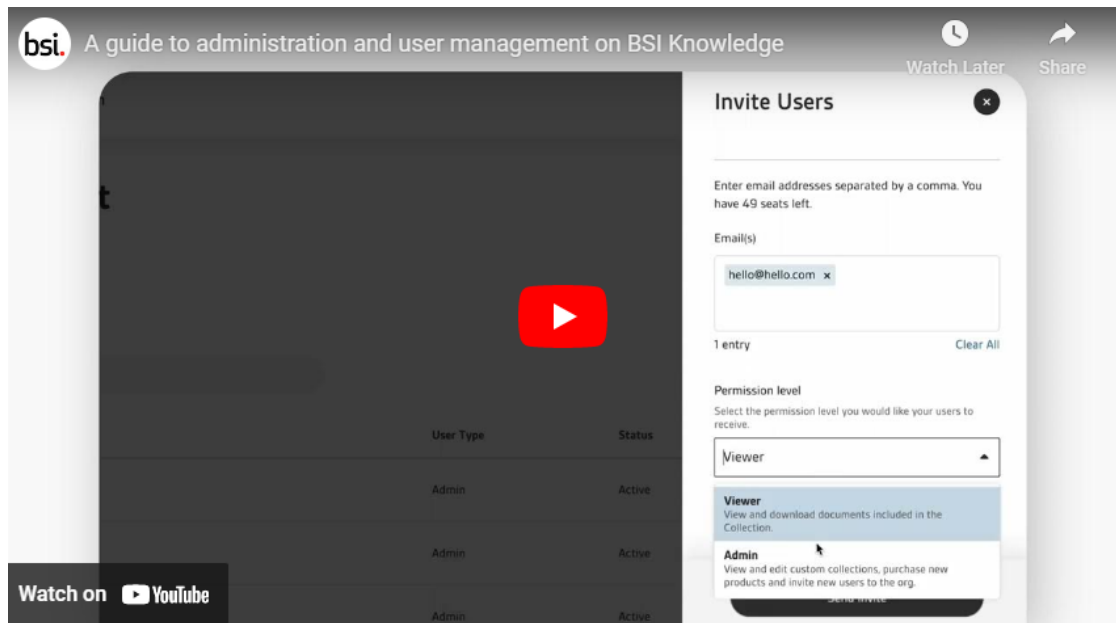 bsi. A guide to administration and user management on BSI Knowledge
Watch Later
Share
Invite Users
Enter email addresses separated by a comma. You
have 49 seats left.
Email(s)
hello@hello.com ×
1 entry
Clear All
Permission level
Select the permission level you would like your users to
receive.
Viewer
Viewer
View and download documents included in the
Collection.
Admin
View and edit custom collections, purchase new
products and invite new users to the org.
Send Invite
User Type
Status
Admin
Active
Admin
Active
Admin
Active
Watch on YouTube